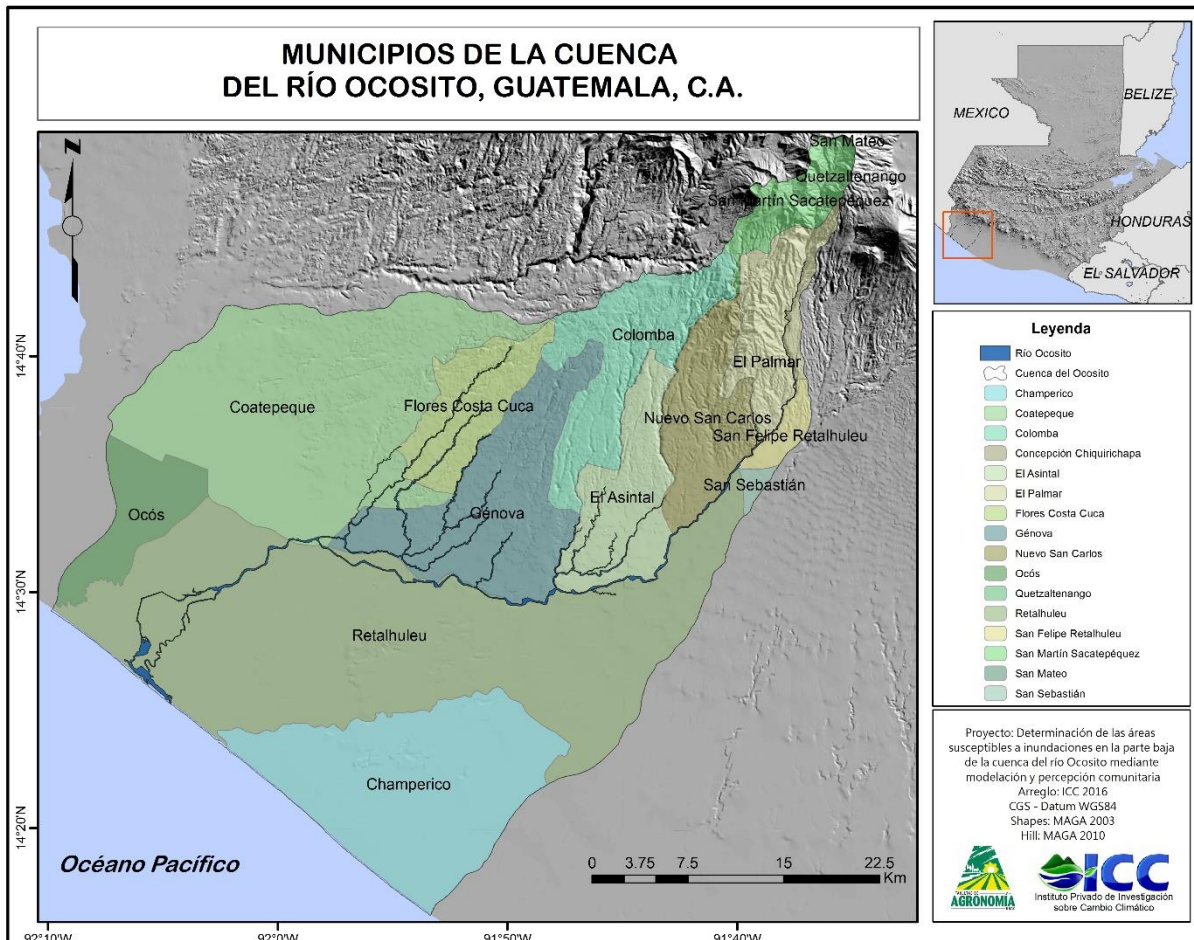 MUNICIPIOS DE LA CUENCA
DEL RÍO OCOSITO, GUATEMALA, C.A.
MEXICO
BELIZE
HONDURAS
EL SALVADOR
Z
San Mateo
Quetzaltenango
San Martín Sacatepéquez
Colomba
El Palmar
Coatepeque
Flores Costa Cuca
Nuevo San Carlos
San Felipe Retalhuleu
San Sebastián
El Asintal
Génova
Ocós
Retalhuleu
Champerico
Océano Pacífico
14°40'N
14°30'N
14°20'N
0 3.75 7.5 15 22.5
Km
92°10'W 92°0'W 91°50'W 91°40'W
Leyenda
Río Ocosito
Cuenca del Ocosito
Champerico
Coatepeque
Colomba
Concepción Chiquirichapa
El Asintal
El Palmar
Flores Costa Cuca
Génova
Nuevo San Carlos
Ocós
Quetzaltenango
Retalhuleu
San Felipe Retalhuleu
San Martín Sacatepéquez
San Mateo
San Sebastián
Proyecto: Determinación de las áreas
susceptibles a inundaciones en la parte baja
de la cuenca del río Ocosito mediante
modelación y percepción comunitaria
Arreglo: ICC 2016
CGS - Datum WGS84
Shapes: MAGA 2003
Hill: MAGA 2010
FACULTAD DE
AGRONOMÍA
ICC
Instituto Privado de Investigación
sobre Cambio Climático